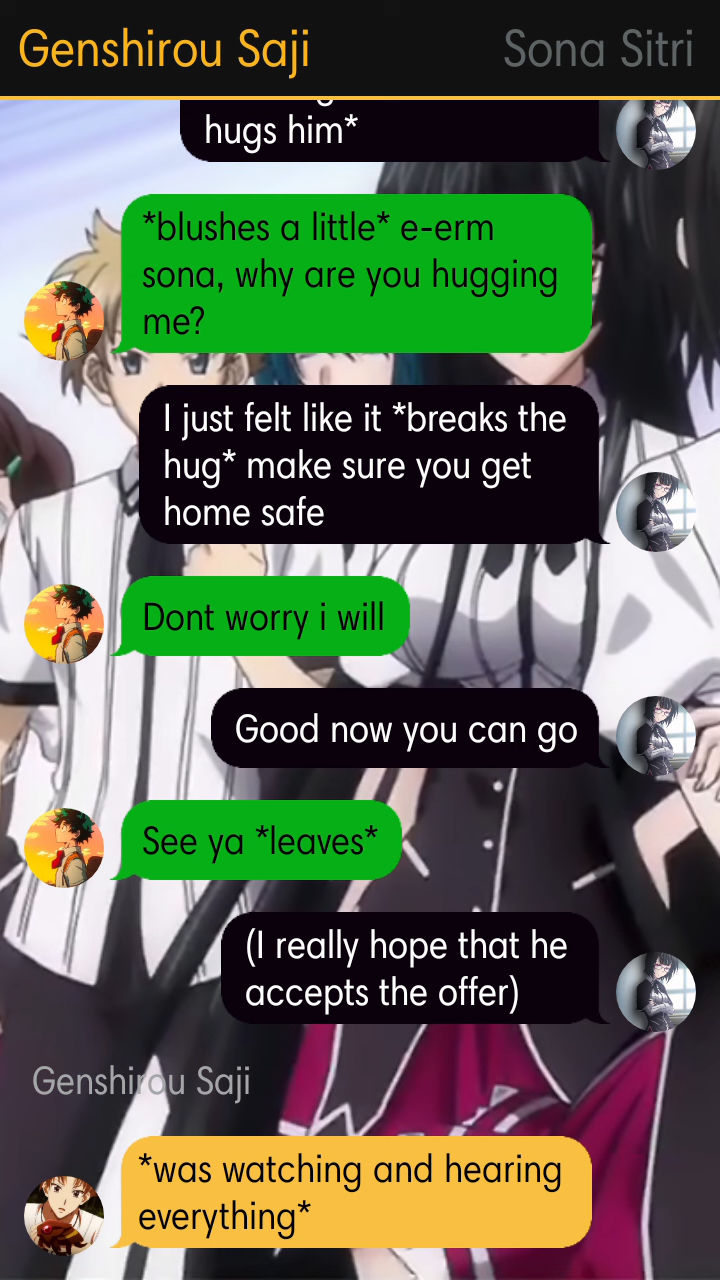 Genshirou Saji Sona Sitri
hugs him*
*blushes a little* e-erm
sona, why are you hugging
me?
I just felt like it *breaks the
hug* make sure you get
home safe
Dont worry i will
Good now you can go
See ya *leaves*
(I really hope that he
accepts the offer)
Genshirou Saji
*was watching and hearing
everything*